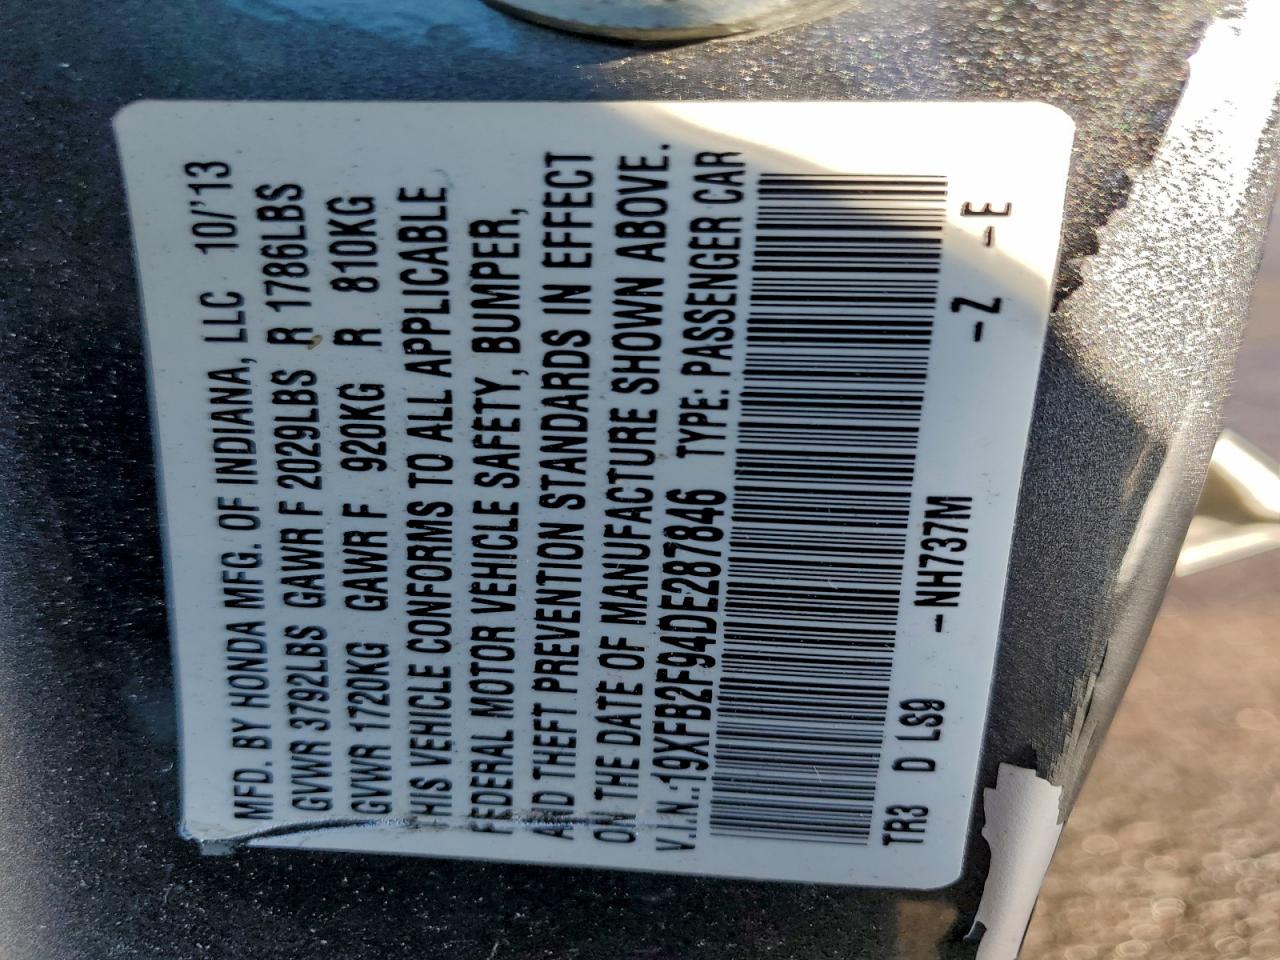 MFD. BY HONDA MFG. OF INDIANA, LLC 10/'13
GVWR 3792LBS GAWR F 2029LBS R 1786LBS
GVWR 1720KG GAWR F 920KG R 810KG
THIS VEHICLE CONFORMS TO ALL APPLICABLE
FEDERAL MOTOR VEHICLE SAFETY, BUMPER,
AND THEFT PREVENTION STANDARDS IN EFFECT
ON THE DATE OF MANUFACTURE SHOWN ABOVE.
V.I.N.:19XFB2F94DE287846 TYPE: PASSENGER CAR
TR3 D LS9 –NH737M –Z –E